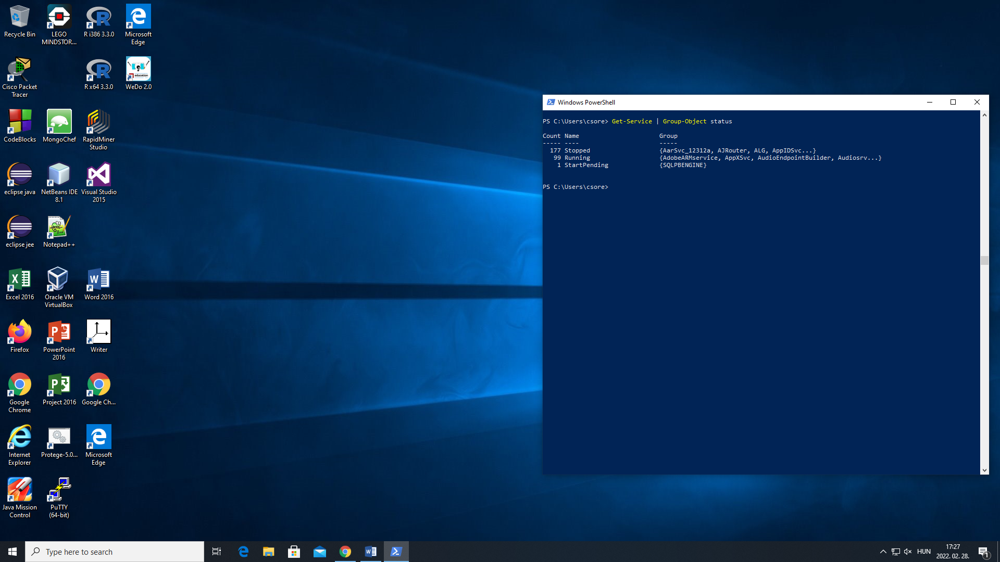 Recycle Bin
LEGO
MINDSTOR...
R i386 3.3.0
Microsoft
Edge
Cisco Packet
Tracer
R x64 3.3.0
education
WeDo 2.0
CodeBlocks
MongoChef
RapidMiner
Studio
eclipse java
NetBeans IDE
8.1
Visual Studio
2015
eclipse jee
Notepad++
Excel 2016
Oracle VM
VirtualBox
Word 2016
Firefox
PowerPoint
2016
Writer
Google
Chrome
Project 2016
Google Ch...
Internet
Explorer
Protege-5.0...
Microsoft
Edge
Java Mission
Control
PuTTY
(64-bit)
Windows PowerShell
PS C:\Users\csore> Get-Service | Group-Object status
Count Name                      Group
----- ----                      -----
  177 Stopped                   {AarSvc_12312a, AJRouter, ALG, AppIDSvc...}
   99 Running                   {AdobeARMservice, AppXSvc, AudioEndpointBuilder, Audiosrv...}
    1 StartPending              {SQLPBENGINE}
PS C:\Users\csore>
Type here to search
HUN
17:27
2022. 02. 28.
1